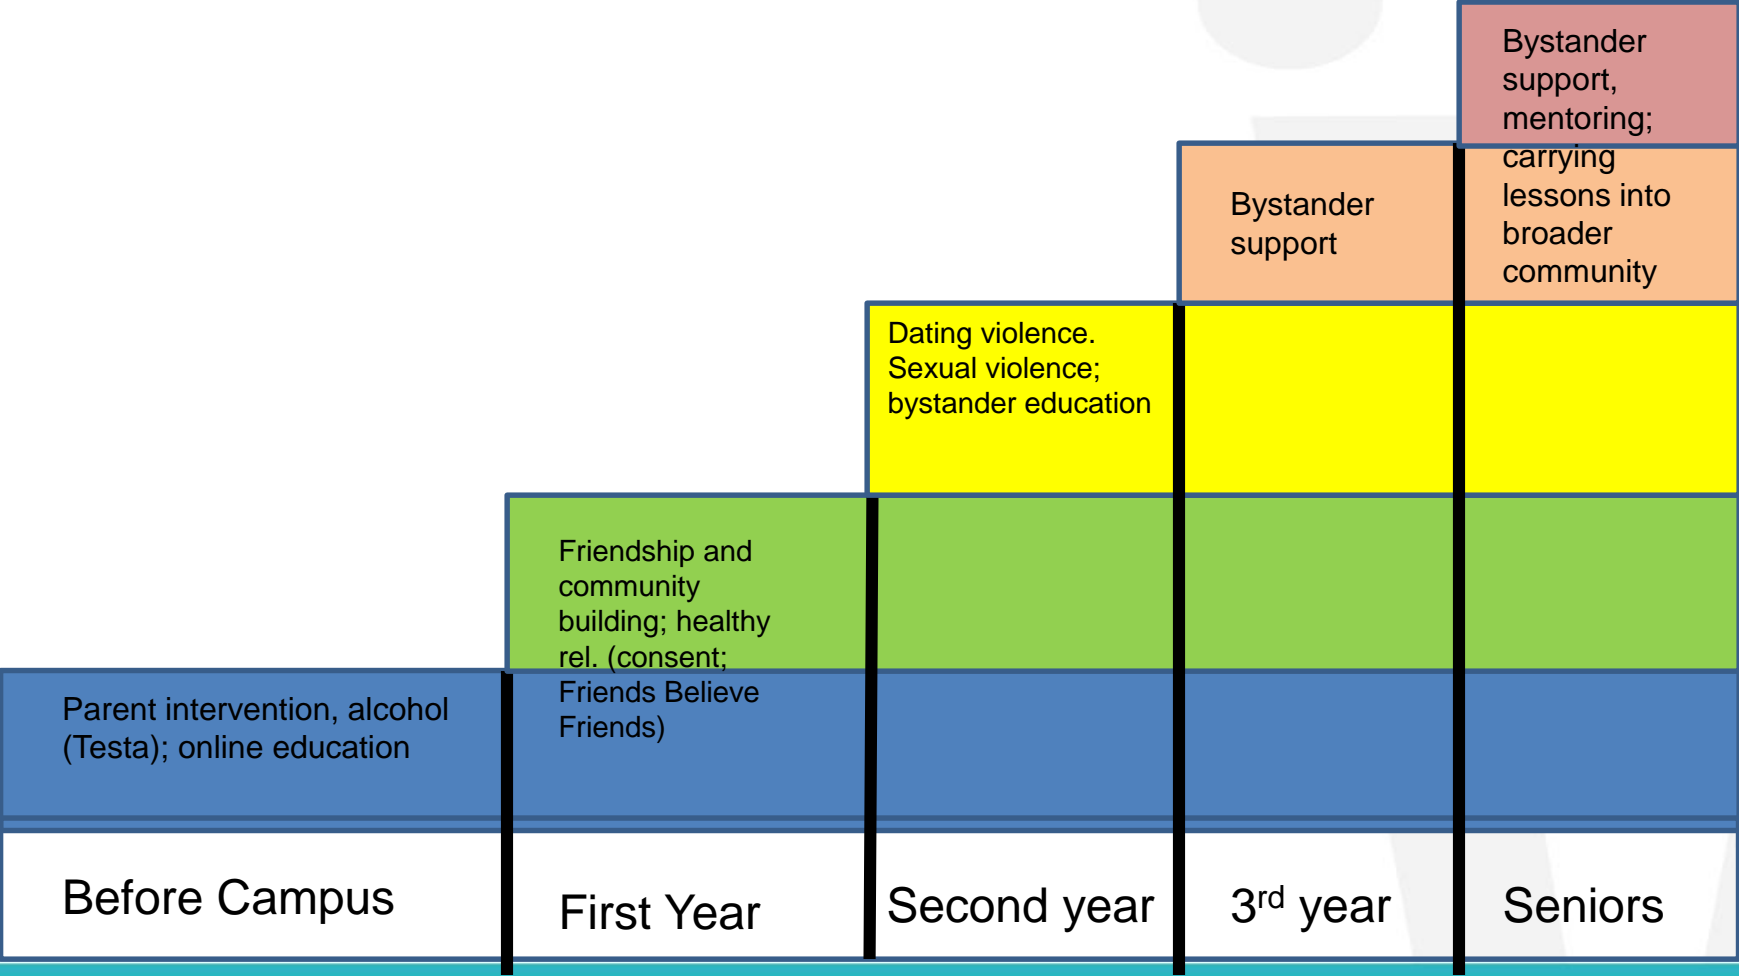 Bystander
support,
mentoring;
carrying
lessons into
broader
community
Bystander
support
Dating violence.
Sexual violence;
bystander education
Friendship and
community
building; healthy
rel. (consent;
Friends Believe
Friends)
Parent intervention, alcohol
(Testa); online education
Before Campus
First Year
Second year
3rd year
Seniors